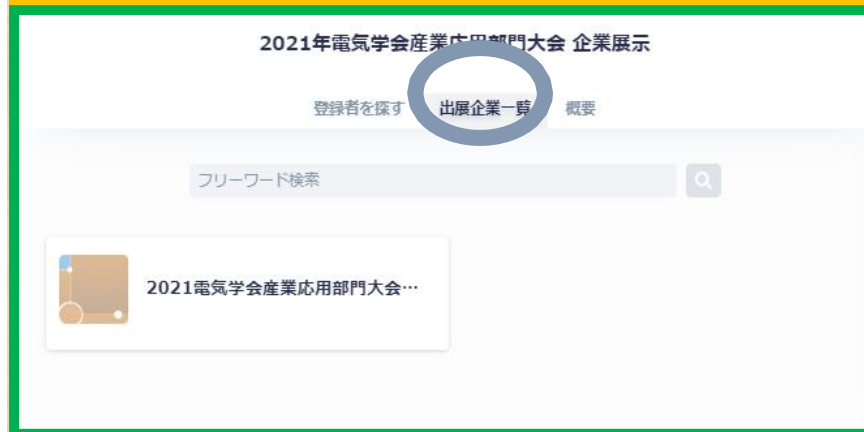 2021年電気学会産業応用部門大会 企業展示
登録者を探す 出展企業一覧 概要
フリーワード検索
2021電気学会産業応用部門大会…